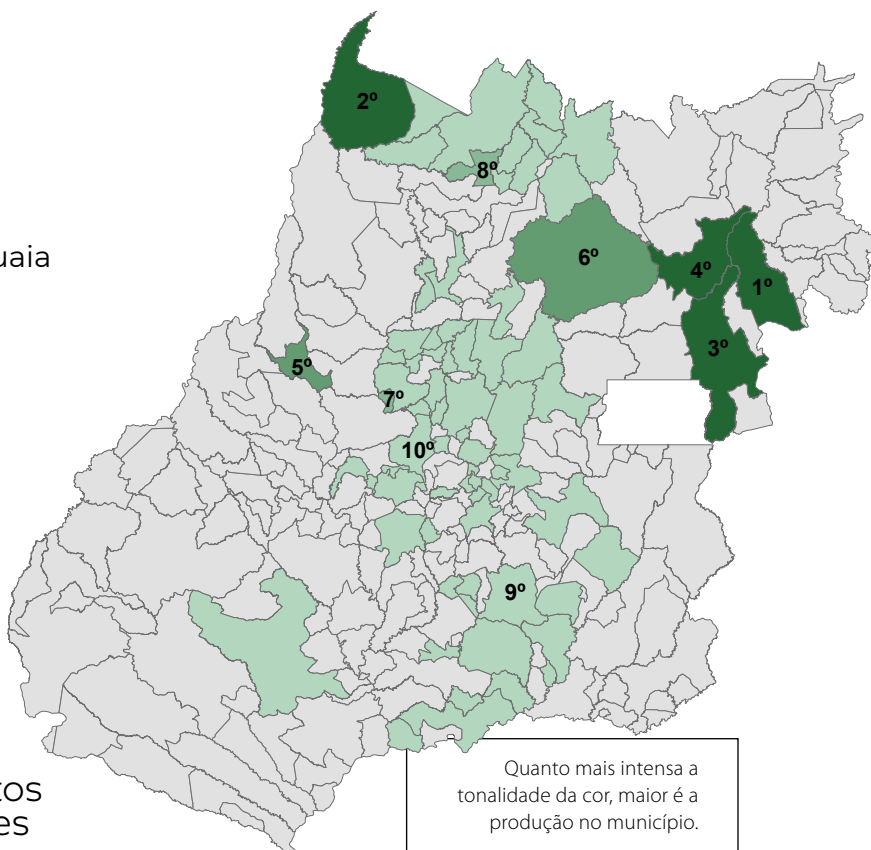 2º
8º
uaia
6º
4º
1º
3º
5º
7º
10º
9º
tos
es
Quanto mais intensa a
tonalidade da cor, maior é a
produção no município.